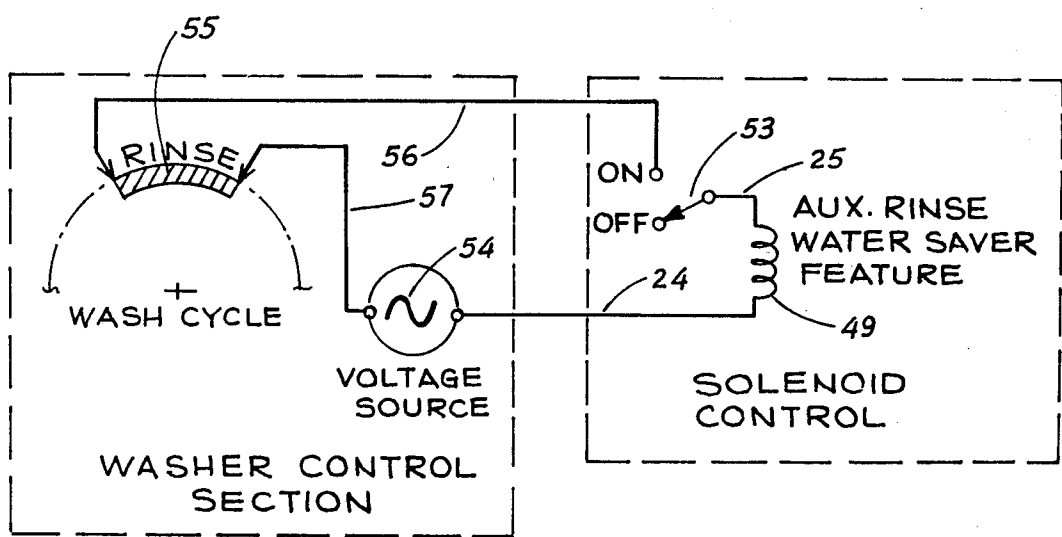 55
RINSE
56
57
54
WASH CYCLE
VOLTAGE
SOURCE
WASHER CONTROL
SECTION
ON
OFF
53
25
AUX. RINSE
WATER SAVER
FEATURE
24
49
SOLENOID
CONTROL